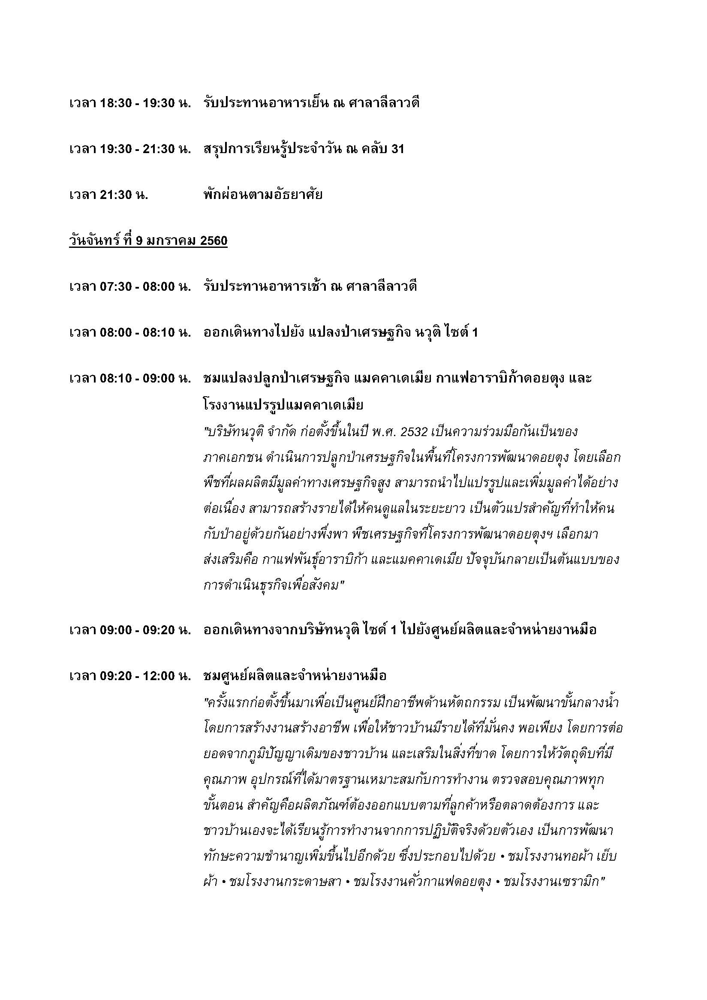 เวลา 18:30 - 19:30 น. รับประทานอาหารเย็น ณ ศาลาลีลาวดี
เวลา 19:30 - 21:30 น. สรุปการเรียนรู้ประจำวัน ณ คลับ 31
เวลา 21:30 น. พักผ่อนตามอัธยาศัย
วันจันทร์ ที่ 9 มกราคม 2560
เวลา 07:30 - 08:00 น. รับประทานอาหารเช้า ณ ศาลาลีลาวดี
เวลา 08:00 - 08:10 น. ออกเดินทางไปยัง แปลงป่าเศรษฐกิจ นวุติ ไซต์ 1
เวลา 08:10 - 09:00 น. ชมแปลงปลูกป่าเศรษฐกิจ แมคคาเดเมีย กาแฟอาราบิก้าดอยตุง และ
โรงงานแปรรูปแมคคาเดเมีย
"บริษัทนวุติ จำกัด ก่อตั้งขึ้นในปี พ.ศ. 2532 เป็นความร่วมมือกันเป็นของ
ภาคเอกชน ดำเนินการปลูกป่าเศรษฐกิจในพื้นที่โครงการพัฒนาดอยตุง โดยเลือก
พืชที่ผลผลิตมีมูลค่าทางเศรษฐกิจสูง สามารถนำไปแปรรูปและเพิ่มมูลค่าได้อย่าง
ต่อเนื่อง สามารถสร้างรายได้ให้คนดูแลในระยะยาว เป็นตัวแปรสำคัญที่ทำให้คน
กับป่าอยู่ด้วยกันอย่างพึ่งพา พืชเศรษฐกิจที่โครงการพัฒนาดอยตุงฯ เลือกมา
ส่งเสริมคือ กาแฟพันธุ์อาราบิก้า และแมคคาเดเมีย ปัจจุบันกลายเป็นต้นแบบของ
การดำเนินธุรกิจเพื่อสังคม"
เวลา 09:00 - 09:20 น. ออกเดินทางจากบริษัทนวุติ ไซด์ 1 ไปยังศูนย์ผลิตและจำหน่ายงานมือ
เวลา 09:20 - 12:00 น. ชมศูนย์ผลิตและจำหน่ายงานมือ
"ครั้งแรกก่อตั้งขึ้นมาเพื่อเป็นศูนย์ฝึกอาชีพด้านหัตถกรรม เป็นพัฒนาขั้นกลางน้ำ
โดยการสร้างงานสร้างอาชีพ เพื่อให้ชาวบ้านมีรายได้ที่มั่นคง พอเพียง โดยการต่อ
ยอดจากภูมิปัญญาเดิมของชาวบ้าน และเสริมในสิ่งที่ขาด โดยการให้วัตถุดิบที่มี
คุณภาพ อุปกรณ์ที่ได้มาตรฐานเหมาะสมกับการทำงาน ตรวจสอบคุณภาพทุก
ขั้นตอน สำคัญคือผลิตภัณฑ์ต้องออกแบบตามที่ลูกค้าหรือตลาดต้องการ และ
ชาวบ้านเองจะได้เรียนรู้การทำงานจากการปฏิบัติจริงด้วยตัวเอง เป็นการพัฒนา
ทักษะความชำนาญเพิ่มขึ้นไปอีกด้วย ซึ่งประกอบไปด้วย • ชมโรงงานทอผ้า เย็บ
ผ้า • ชมโรงงานกระดาษสา • ชมโรงงานคั่วกาแฟดอยตุง • ชมโรงงานเซรามิก"